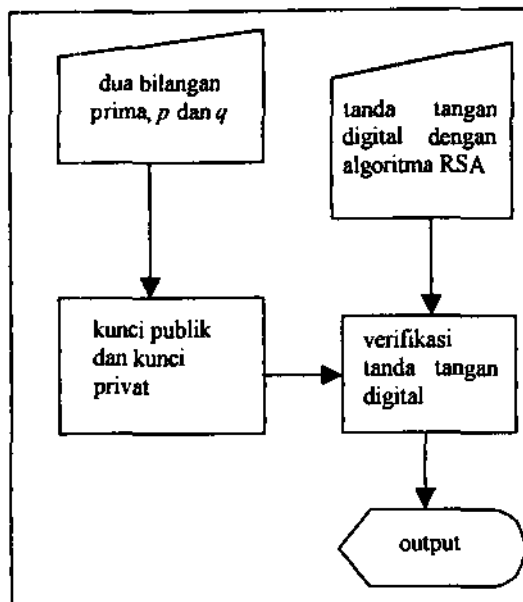 dua bilangan
prima, p dan q
tanda tangan
digital dengan
algoritma RSA
kunci publik
dan kunci
privat
verifikasi
tanda tangan
digital
output